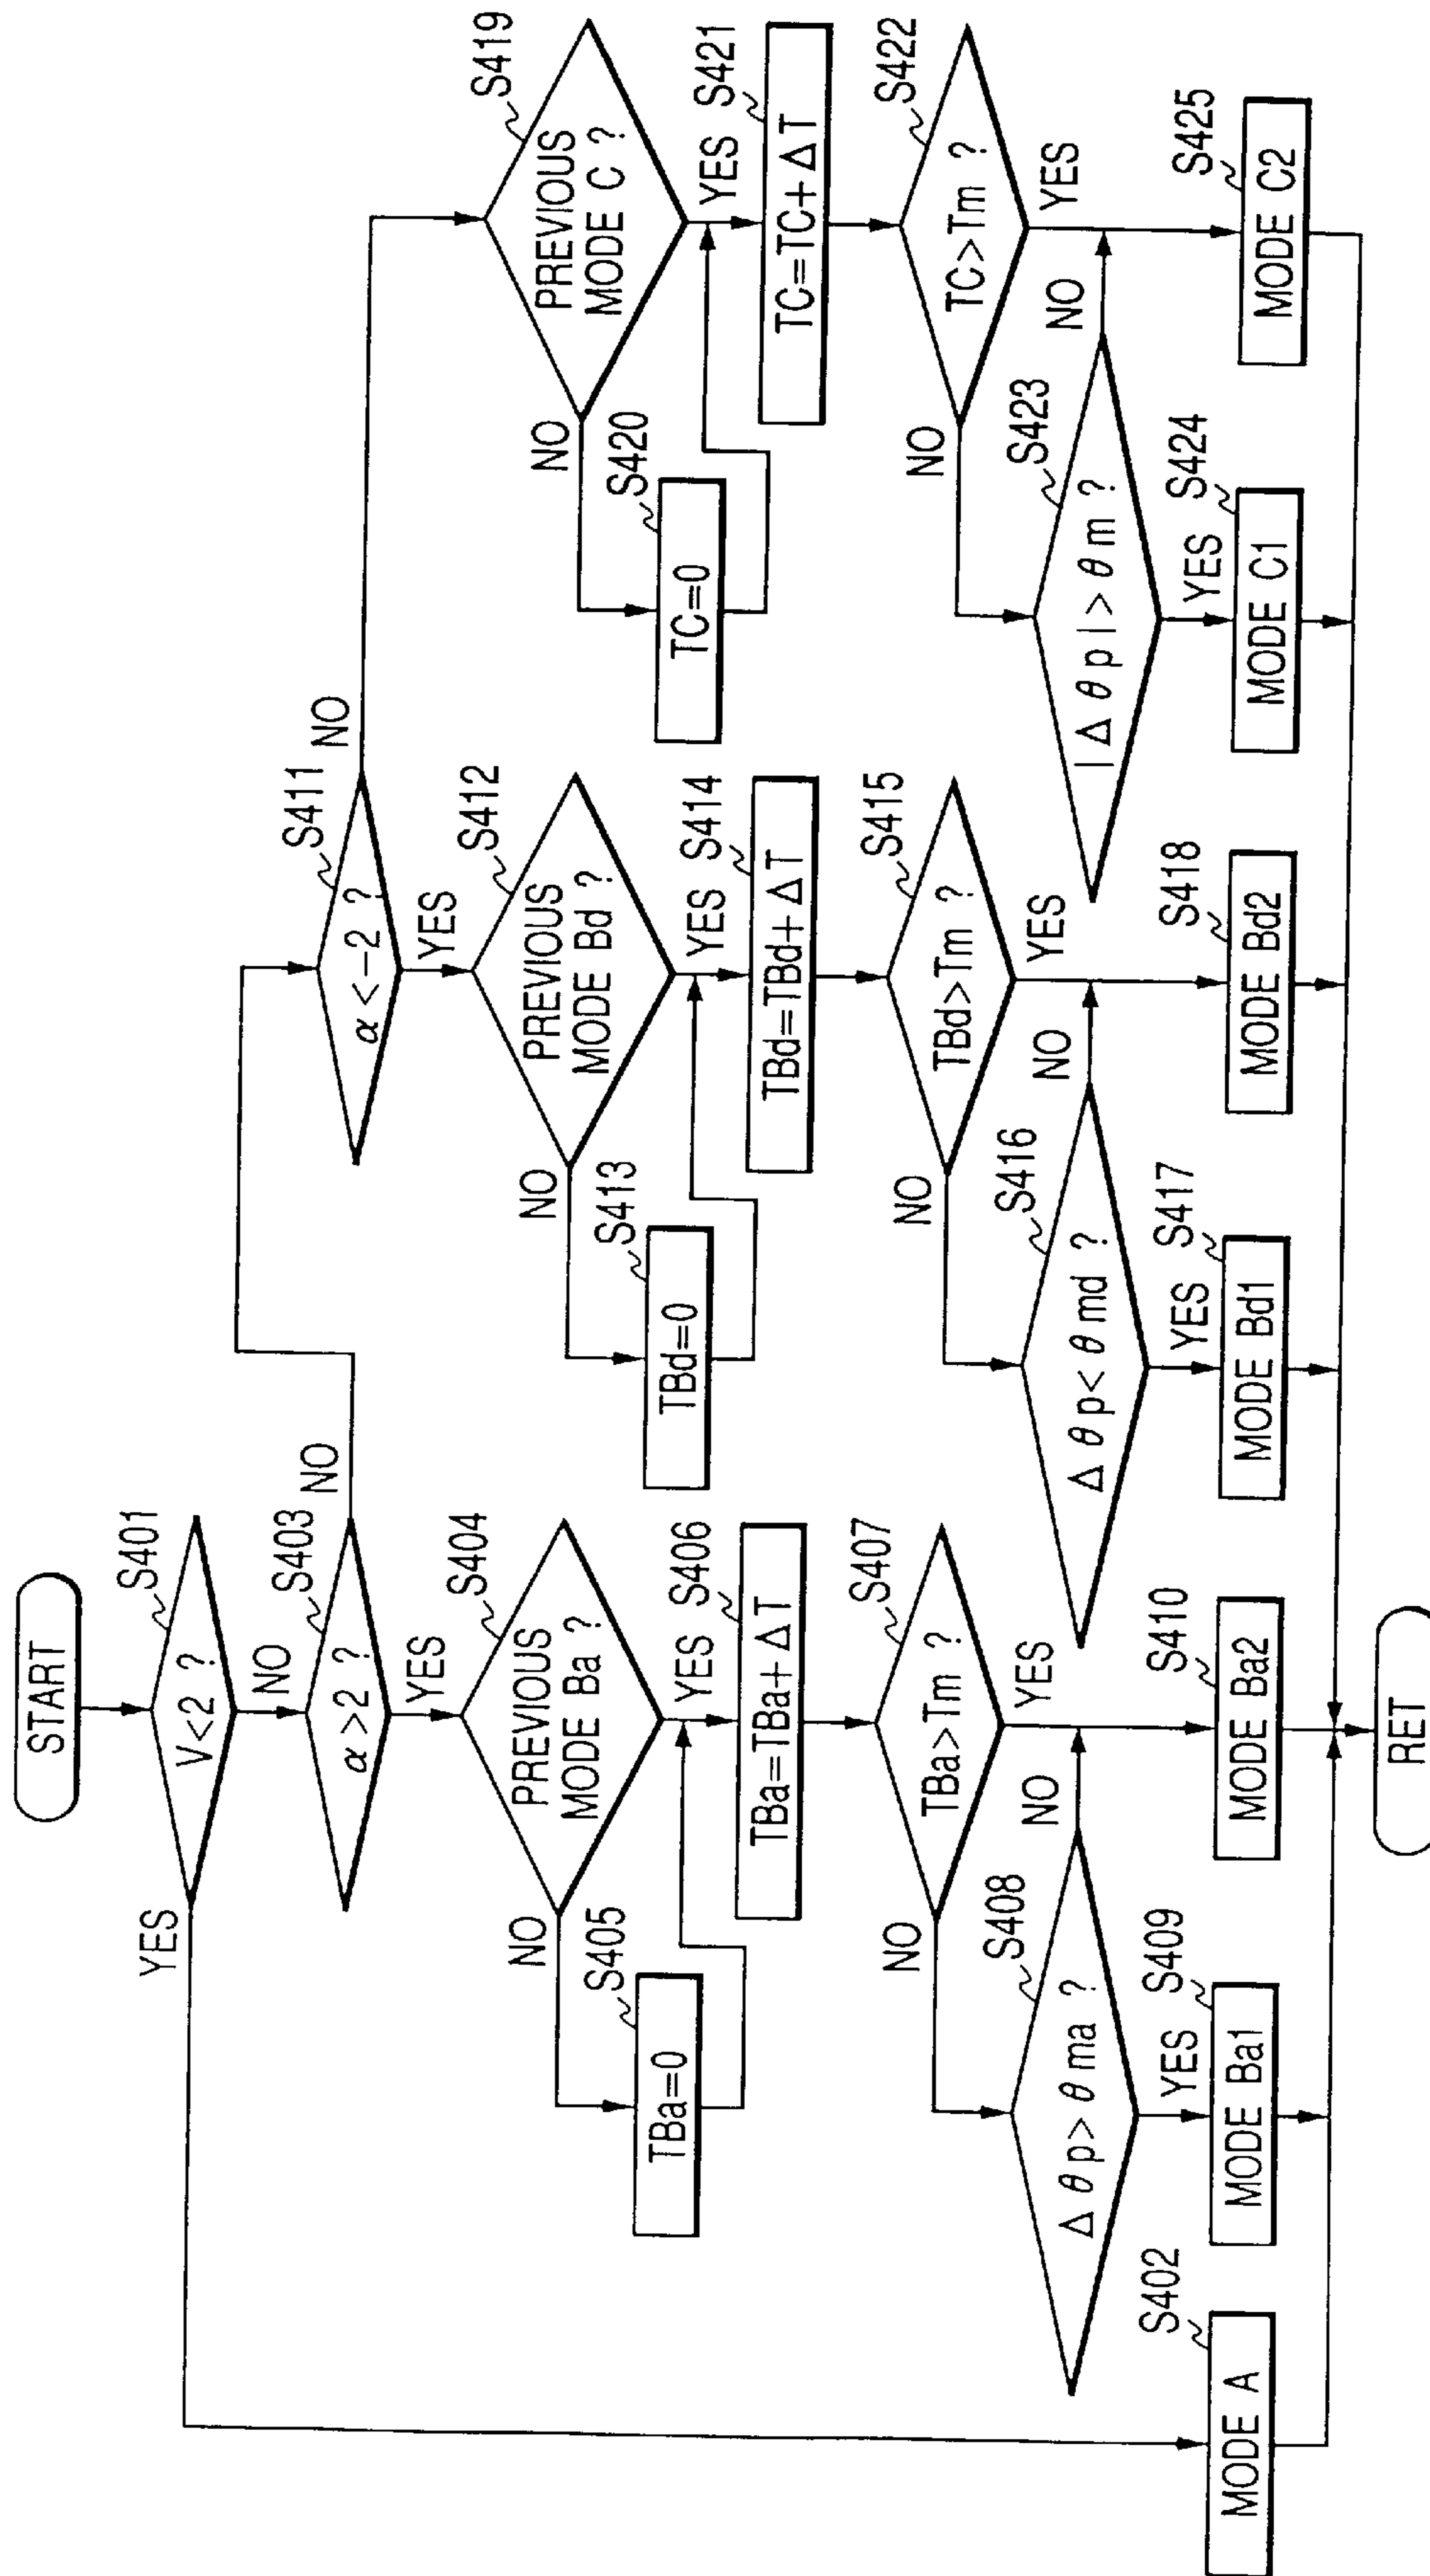 START
S401
V<2 ?
YES
NO
S403
α>2 ?
NO
YES
S404
PREVIOUS
MODE Ba ?
NO
YES
S405
TBa=0
S406
TBa=TBa+ΔT
S407
TBa>Tm ?
NO
YES
S408
Δθp>θma ?
NO
YES
S402
MODE A
S409
MODE Ba1
S410
MODE Ba2
S411
α<-2 ?
NO
YES
S412
PREVIOUS
MODE Bd ?
NO
YES
S413
TBd=0
S414
TBd=TBd+ΔT
S415
TBd>Tm ?
NO
YES
S416
Δθp<θmd ?
NO
YES
S417
MODE Bd1
S418
MODE Bd2
S419
PREVIOUS
MODE C ?
NO
YES
S420
TC=0
S421
TC=TC+ΔT
S422
TC>Tm ?
NO
YES
S423
|Δθp|>θm ?
NO
YES
S424
MODE C1
S425
MODE C2
RET